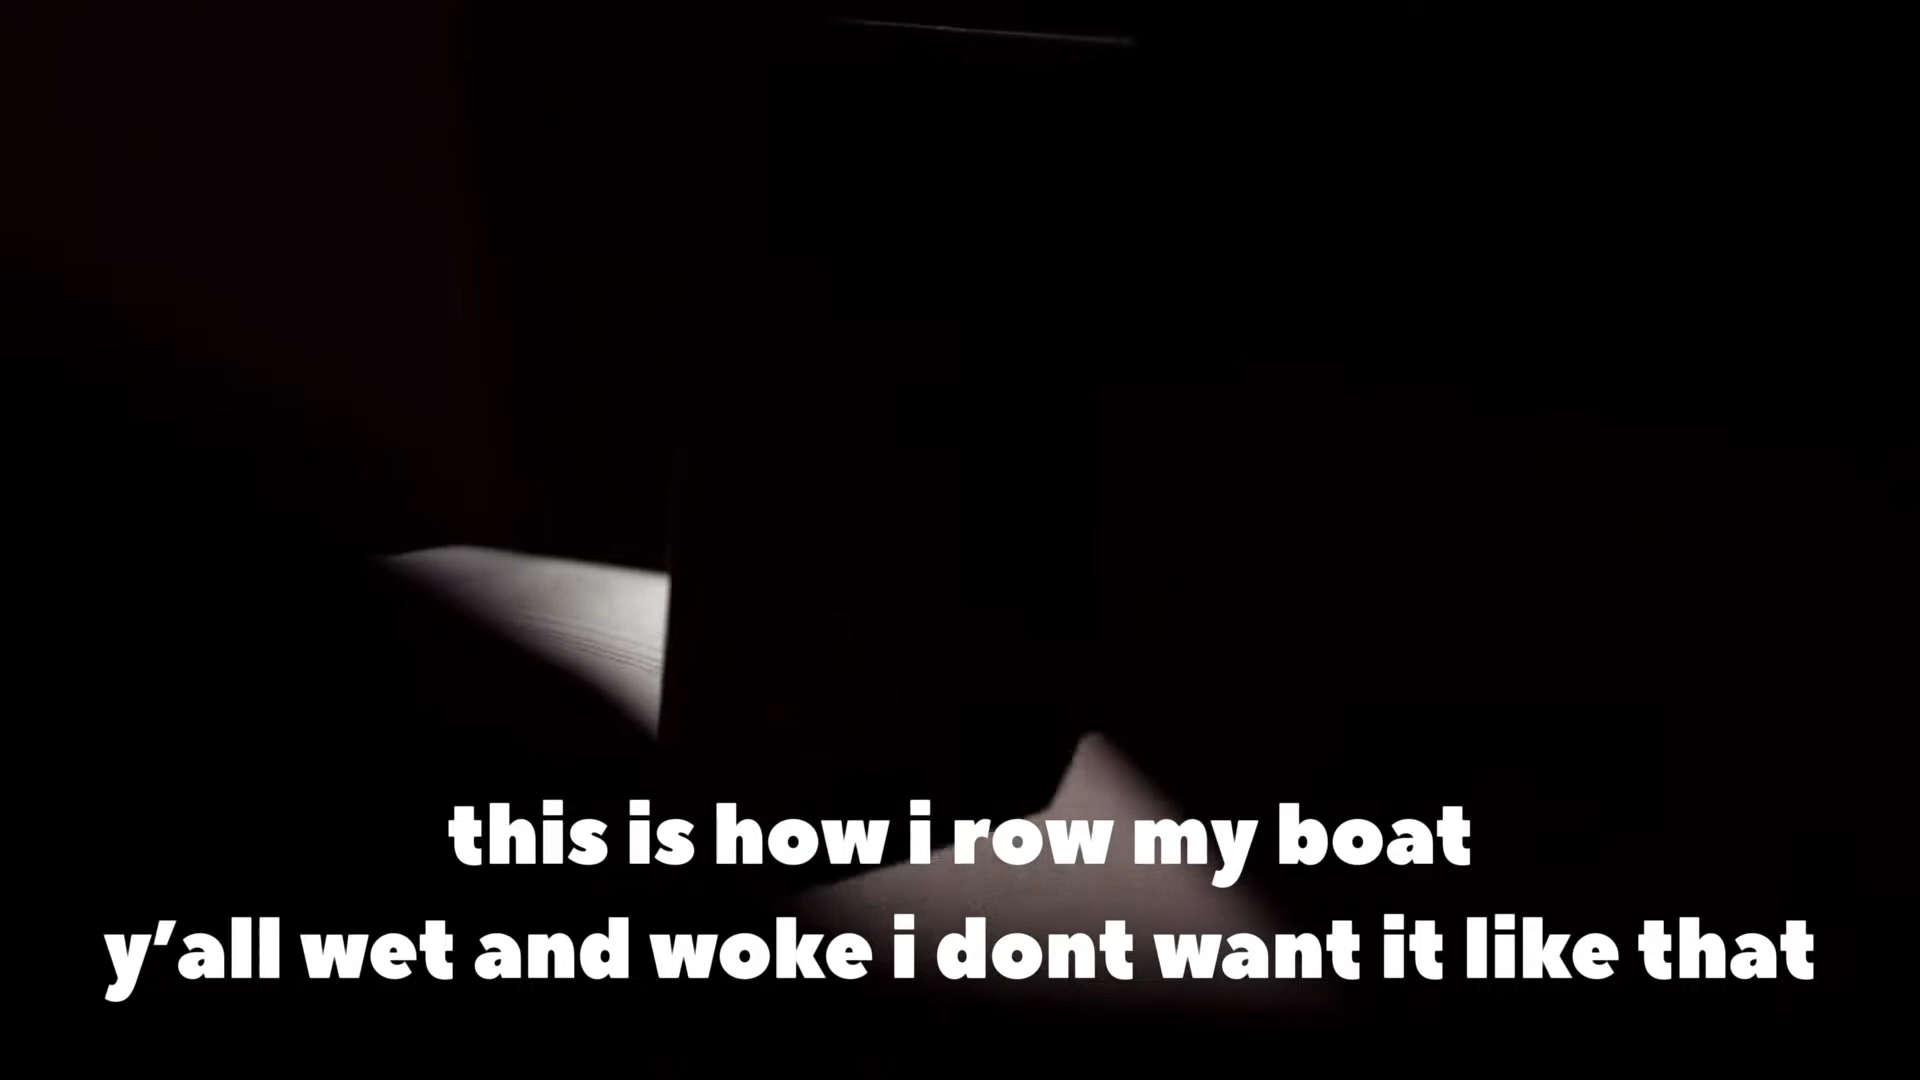 this is how i row my boat
y'all wet and woke i dont want it like that